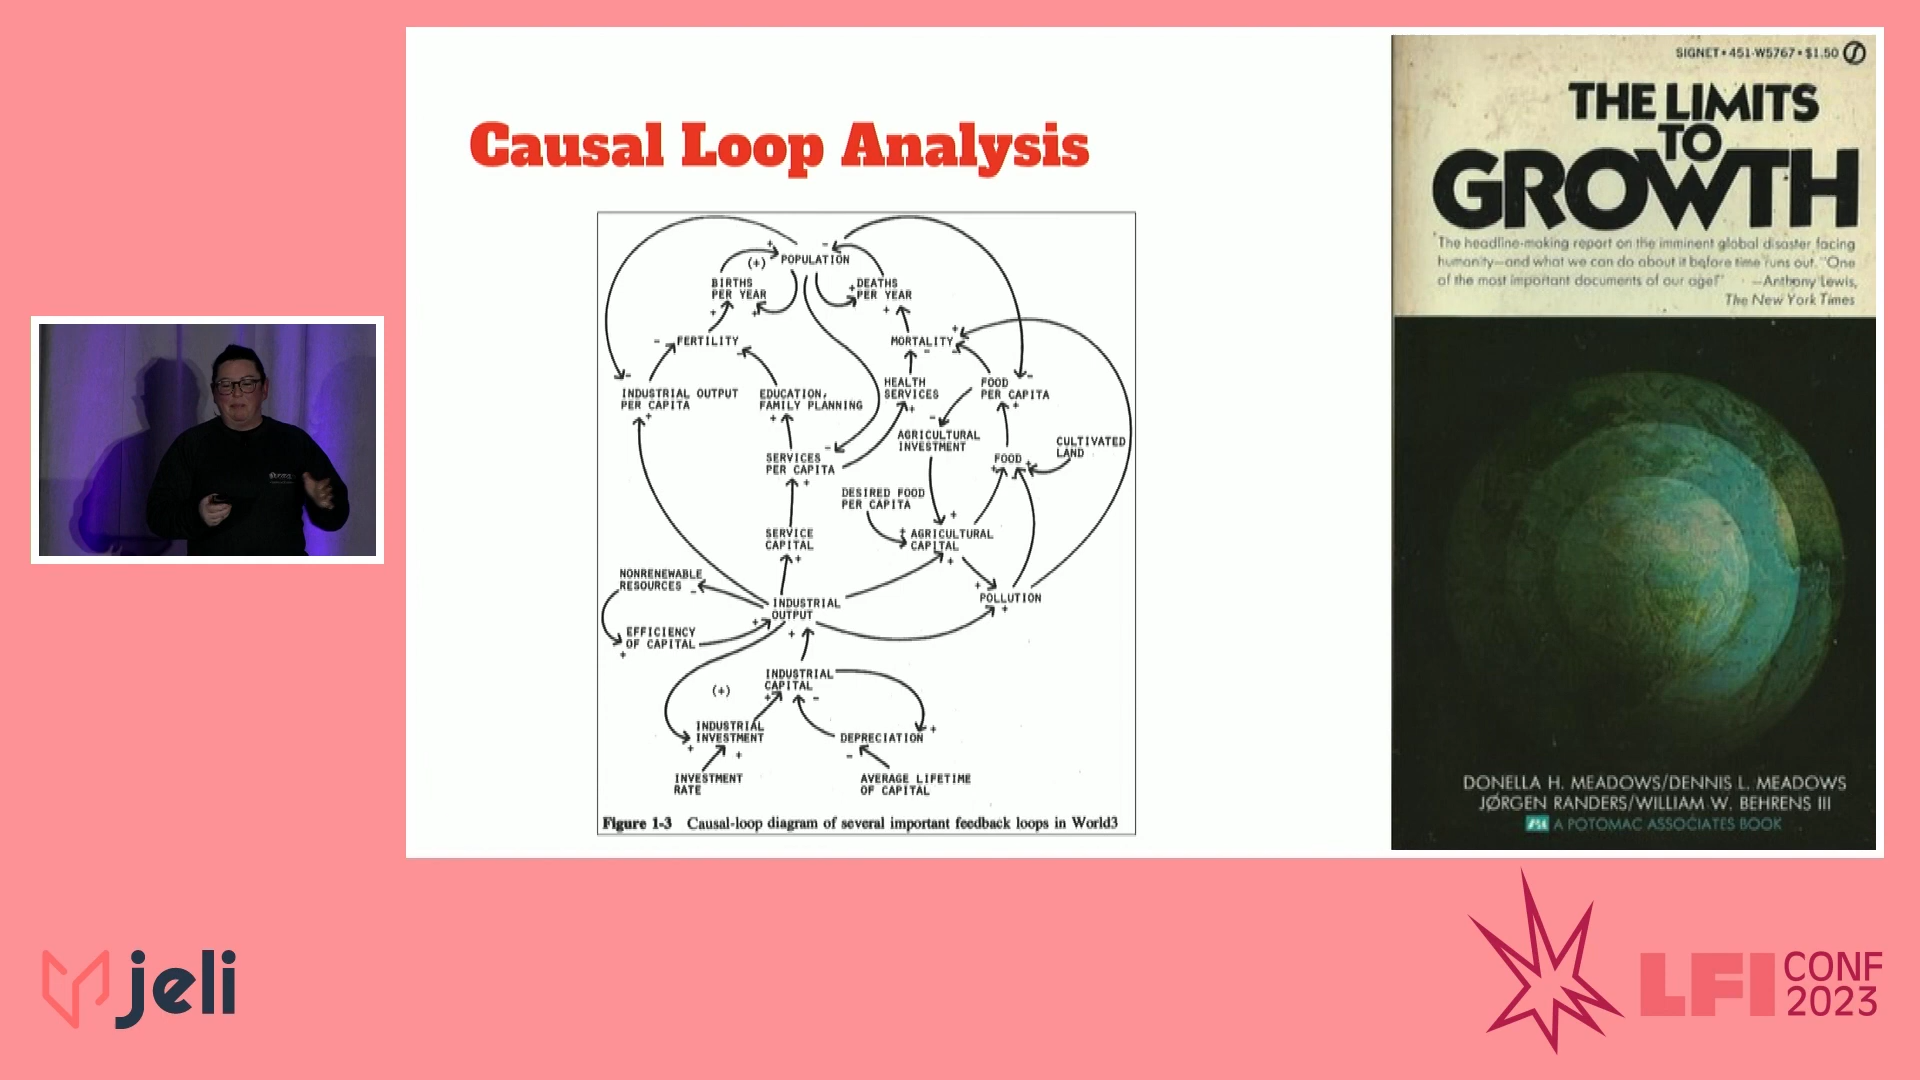 Causal Loop Analysis
POPULATION
(+)
BIRTHS
PER YEAR
DEATHS
PER YEAR
FERTILITY
MORTALITY
INDUSTRIAL OUTPUT
PER CAPITA
EDUCATION,
FAMILY PLANNING
HEALTH
SERVICES
FOOD
PER CAPITA
AGRICULTURAL
INVESTMENT
CULTIVATED
LAND
SERVICES
PER CAPITA
FOOD
DESIRED FOOD
PER CAPITA
SERVICE
CAPITAL
AGRICULTURAL
CAPITAL
NONRENEWABLE
RESOURCES
INDUSTRIAL
OUTPUT
POLLUTION
EFFICIENCY
OF CAPITAL
INDUSTRIAL
CAPITAL
(+)
INDUSTRIAL
INVESTMENT
DEPRECIATION
INVESTMENT
RATE
AVERAGE LIFETIME
OF CAPITAL
Figure 1-3 Causal-loop diagram of several important feedback loops in World3
SIGNET • 451-W5767 • $1.50
THE LIMITS
TO
GROWTH
The headline-making report on the imminent global disaster facing
humanity—and what we can do about it before time runs out. "One
of the most important documents of our age!" —Anthony Lewis,
The New York Times
DONELLA H. MEADOWS/DENNIS L. MEADOWS
JØRGEN RANDERS/WILLIAM W. BEHRENS III
A POTOMAC ASSOCIATES BOOK
jeli
LFI CONF
2023